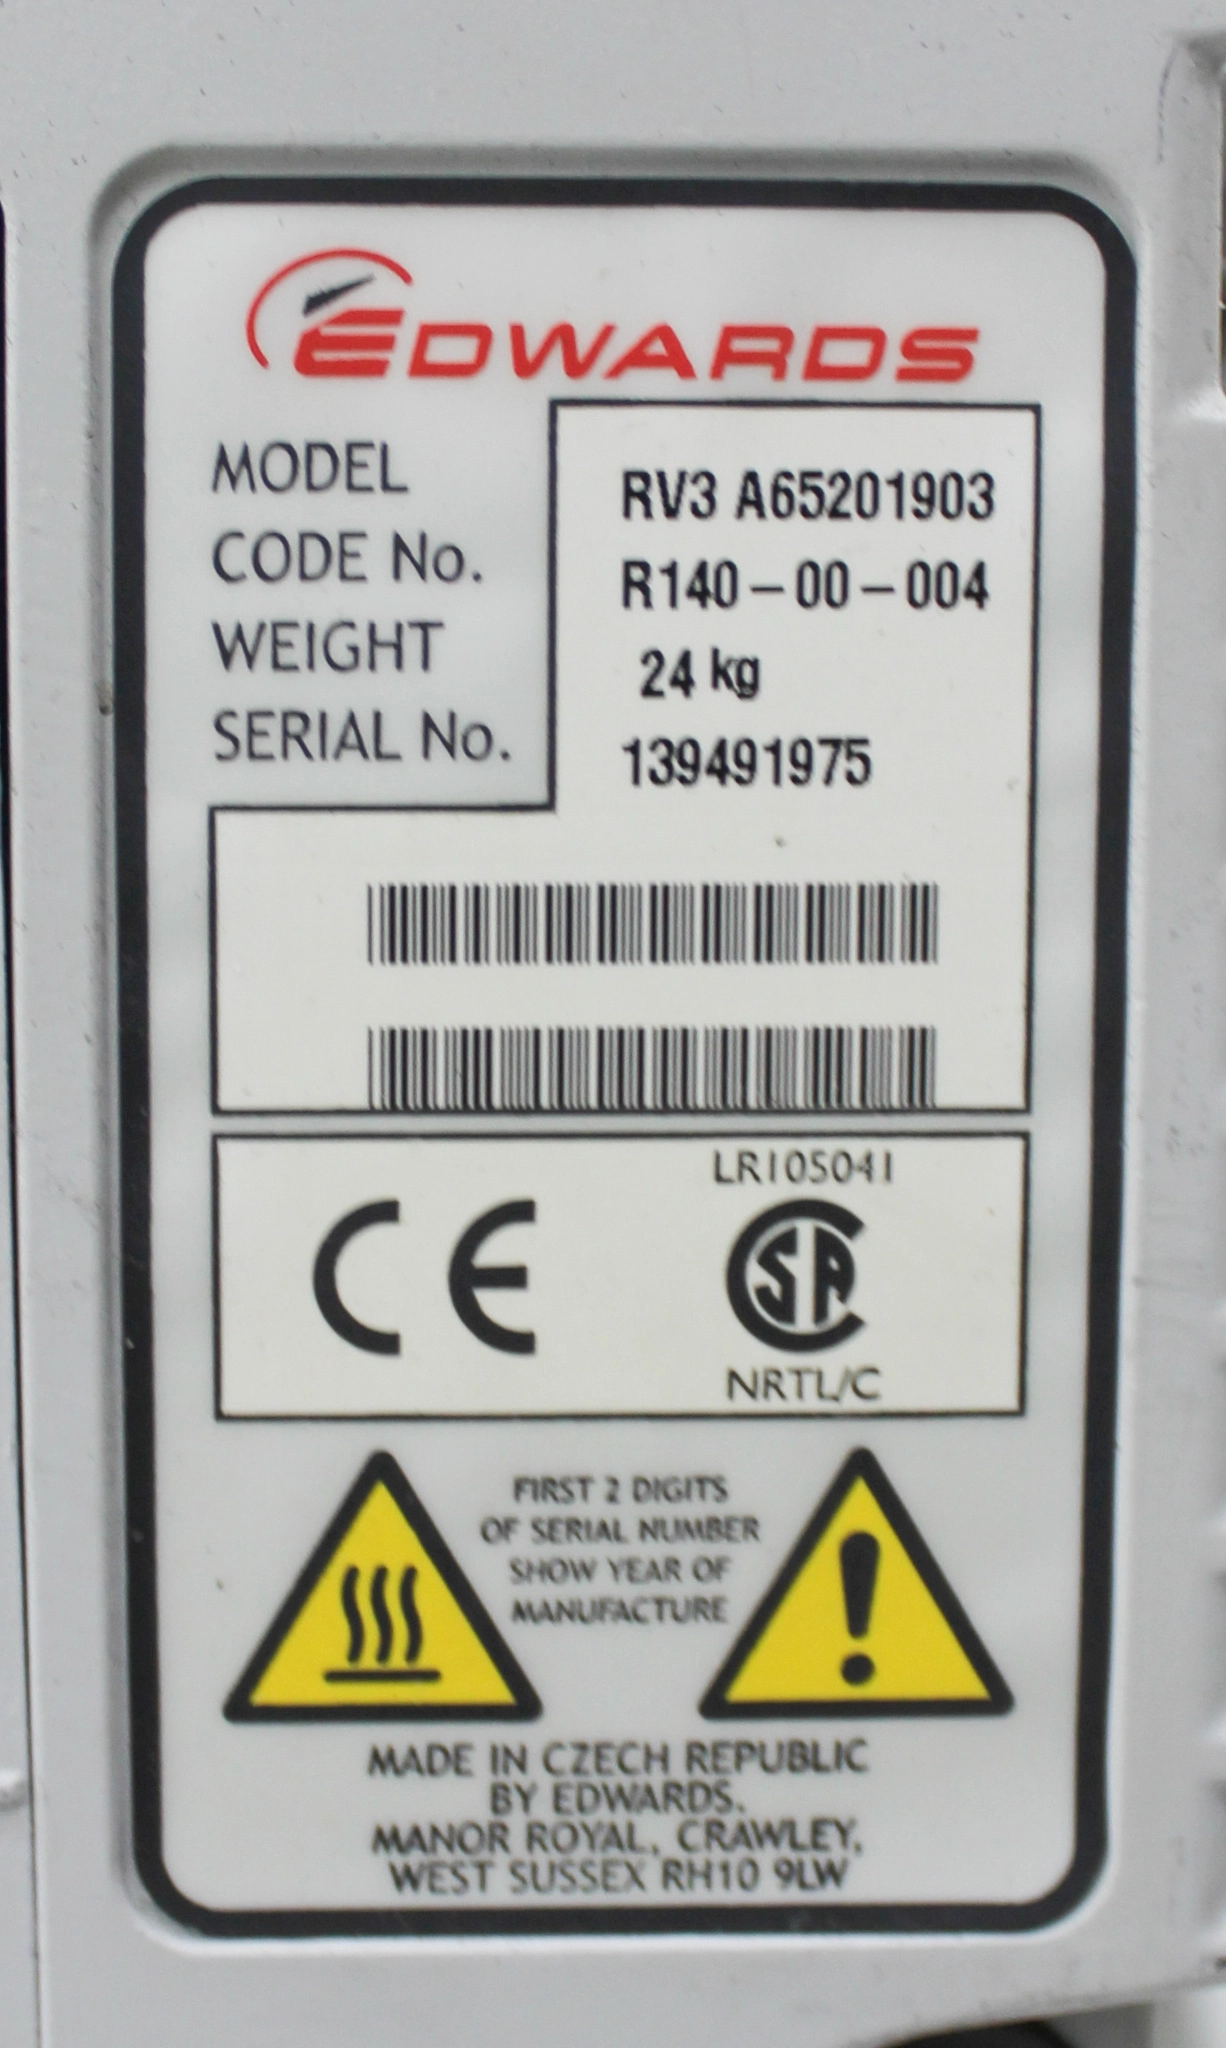 EDWARDS
MODEL RV3 A65201903
CODE No. R140-00-004
WEIGHT 24 kg
SERIAL No. 139491975
LR105041
CE
CSA
NRTL/C
FIRST 2 DIGITS
OF SERIAL NUMBER
SHOW YEAR OF
MANUFACTURE
!
MADE IN CZECH REPUBLIC
BY EDWARDS.
MANOR ROYAL, CRAWLEY,
WEST SUSSEX RH10 9LW